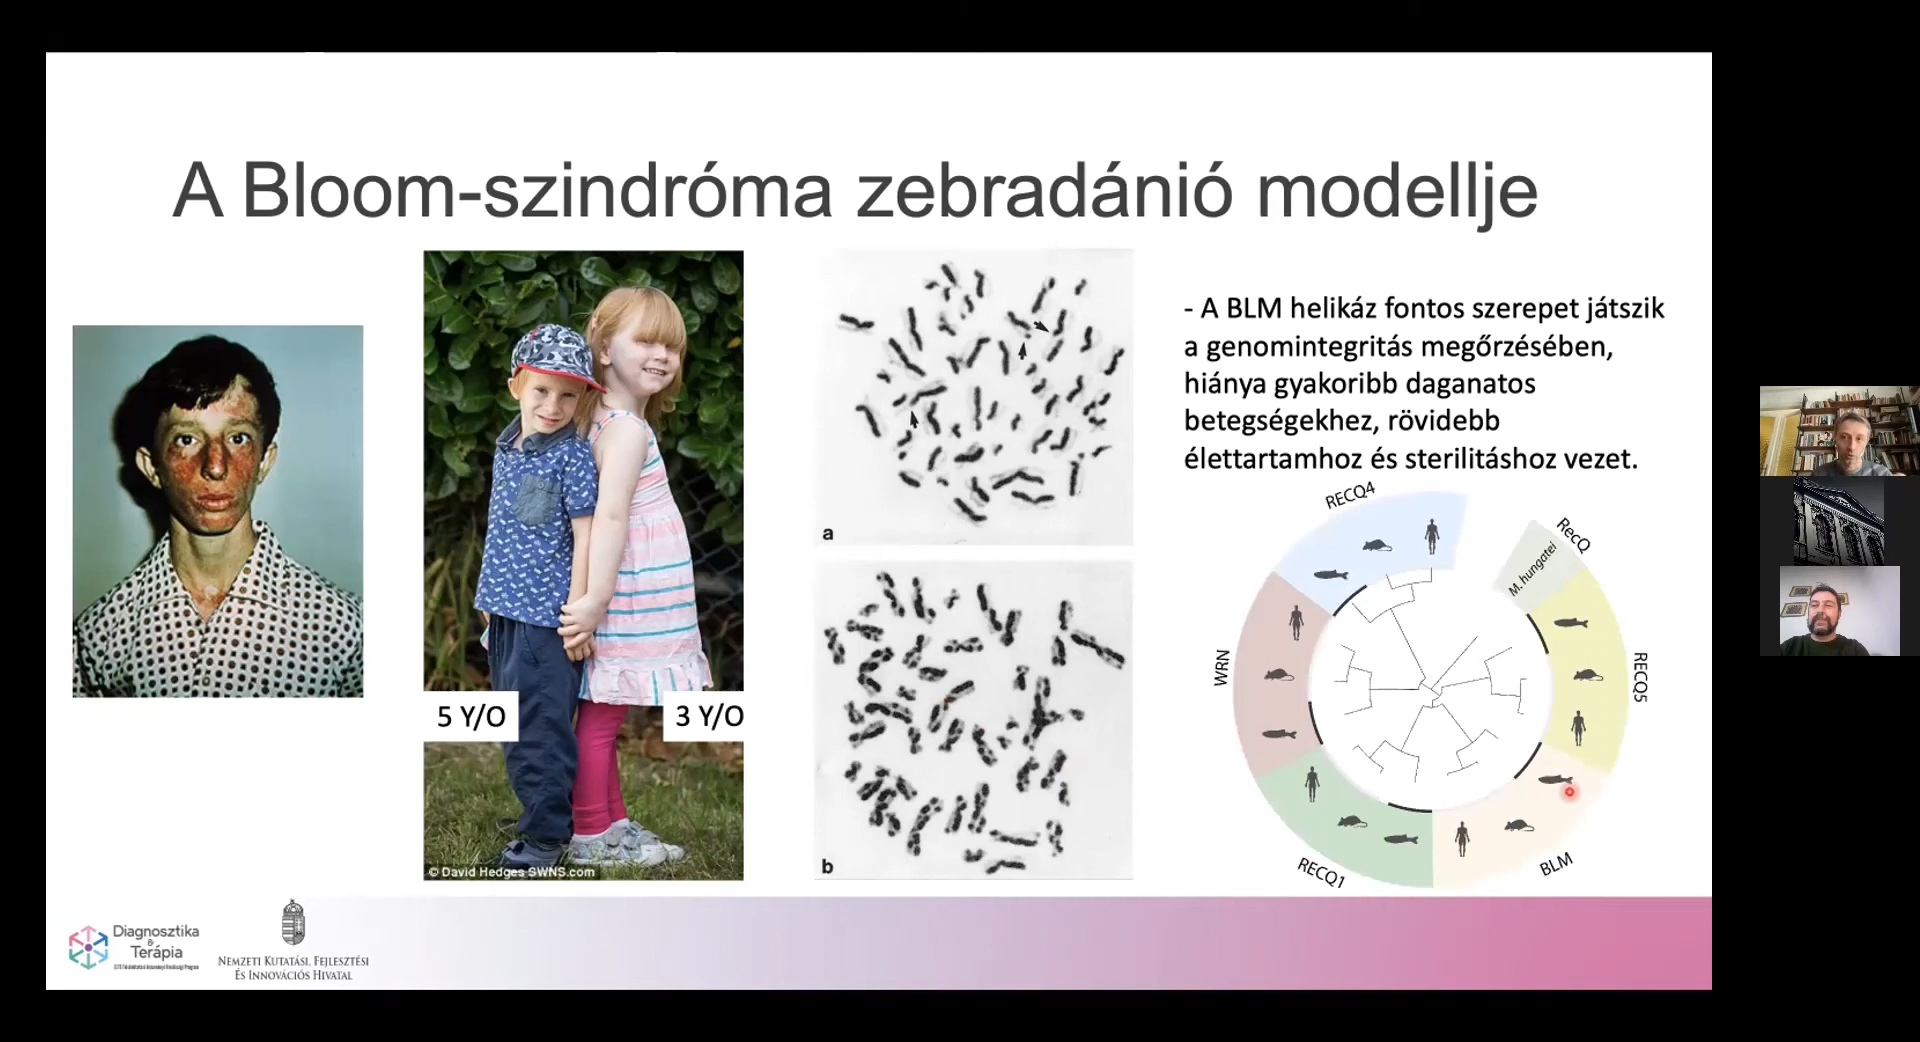 A Bloom-szindróma zebradánió modellje
5 Y/O
3 Y/O
© David Hedges SWNS.com
a
b
- A BLM helikáz fontos szerepet játszik
a genomintegritás megőrzésében,
hiánya gyakoribb daganatos
betegségekhez, rövidebb
élettartamhoz és sterilitáshoz vezet.
RECQ4
RecQ
M. hungatei
WRN
RECQ5
RECQ1
BLM
Diagnosztika
&
Terápia
NEMZETI KUTATÁSI, FEJLESZTÉSI
ÉS INNOVÁCIÓS HIVATAL